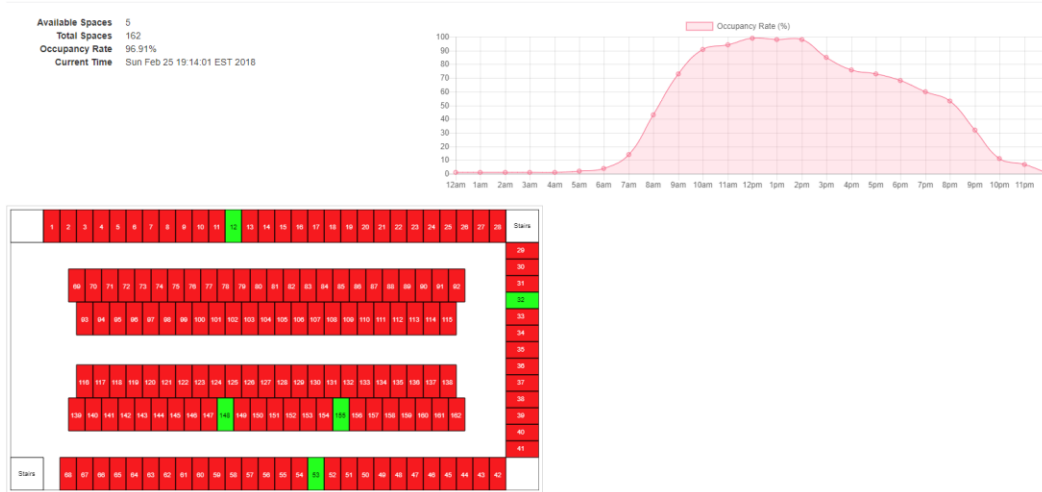 Available Spaces 5
Total Spaces 162
Occupancy Rate 96.91%
Current Time Sun Feb 25 19:14:01 EST 2018
Occupancy Rate (%)
100
90
80
70
60
50
40
30
20
10
0
12am 1am 2am 3am 4am 5am 6am 7am 8am 9am 10am 11am 12pm 1pm 2pm 3pm 4pm 5pm 6pm 7pm 8pm 9pm 10pm 11pm
1 2 3 4 5 6 7 8 9 10 11 12 13 14 15 16 17 18 19 20 21 22 23 24 25 26 27 28 Stairs
29
30
31
32
33
34
35
36
37
38
39
40
41
69 70 71 72 73 74 75 76 77 78 79 80 81 82 83 84 85 86 87 88 89 90 91 92
93 94 95 96 97 98 99 100 101 102 103 104 105 106 107 108 109 110 111 112 113 114 115
116 117 118 119 120 121 122 123 124 125 126 127 128 129 130 131 132 133 134 135 136 137 138
139 140 141 142 143 144 145 146 147 148 149 150 151 152 153 154 155 156 157 158 159 160 161 162
Stairs 68 67 66 65 64 63 62 61 60 59 58 57 56 55 54 53 52 51 50 49 48 47 46 45 44 43 42